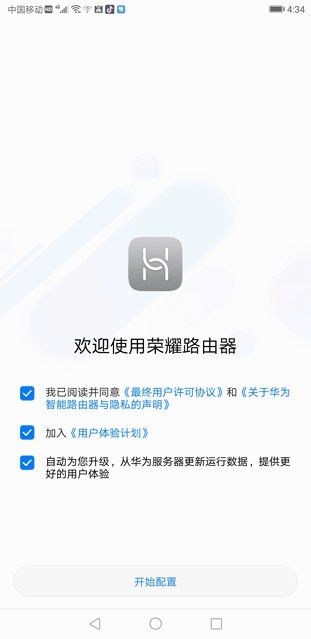 中国移动 HD 4:34
欢迎使用荣耀路由器
我已阅读并同意《最终用户许可协议》和《关于华为
智能路由器与隐私的声明》
加入《用户体验计划》
自动为您升级，从华为服务器更新运行数据，提供更
好的用户体验
开始配置